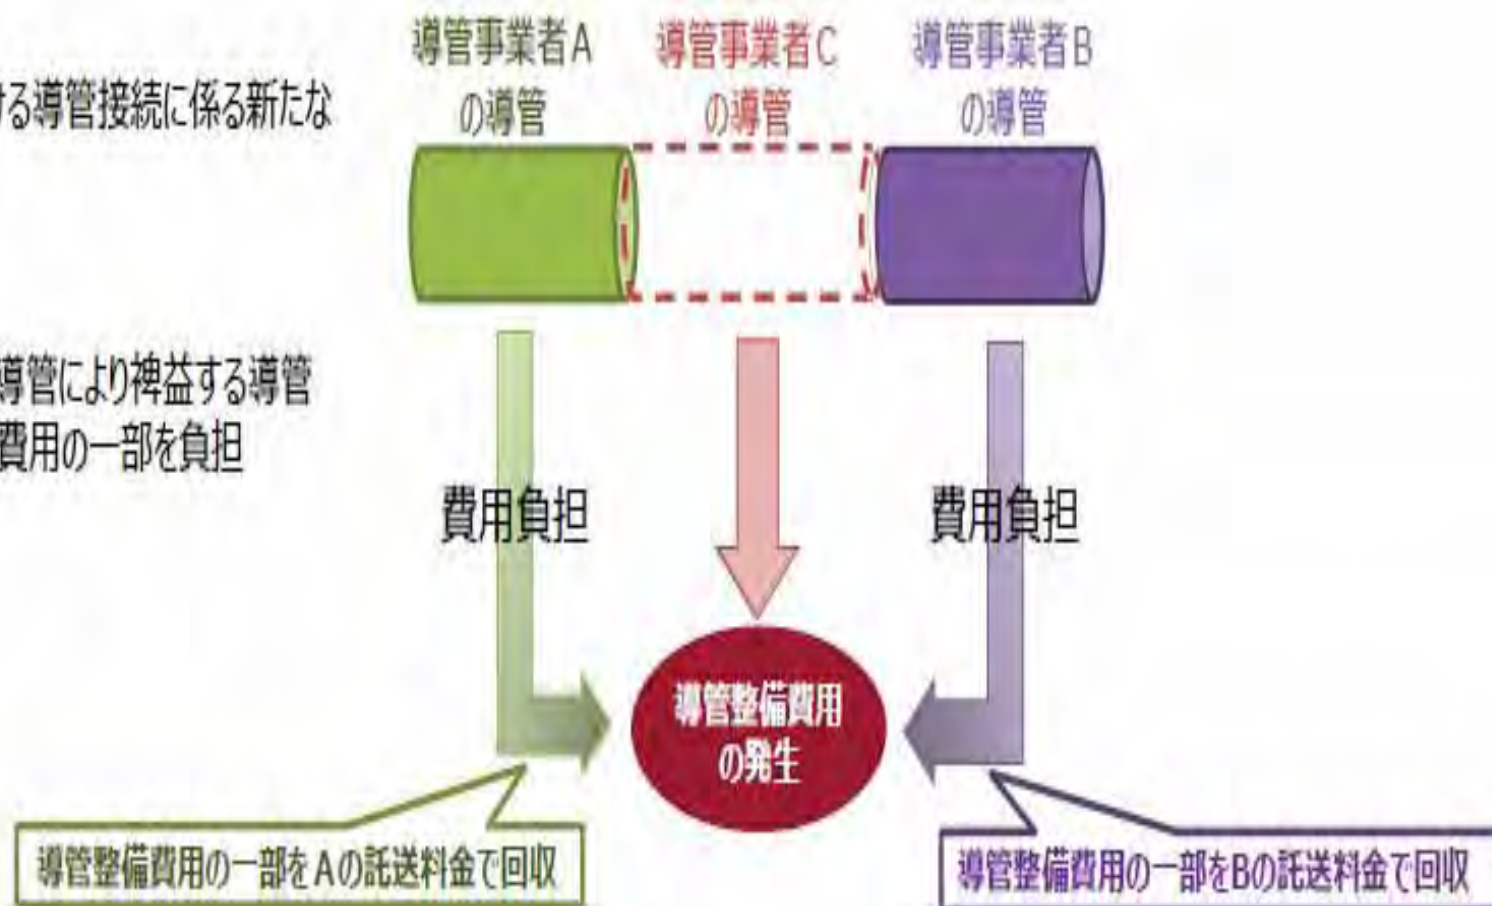 導管事業者A
の導管
導管事業者C
の導管
導管事業者B
の導管
ける導管接続に係る新たな
導管により裨益する導管
費用の一部を負担
費用負担
費用負担
導管整備費用
の発生
導管整備費用の一部をAの託送料金で回収
導管整備費用の一部をBの託送料金で回収